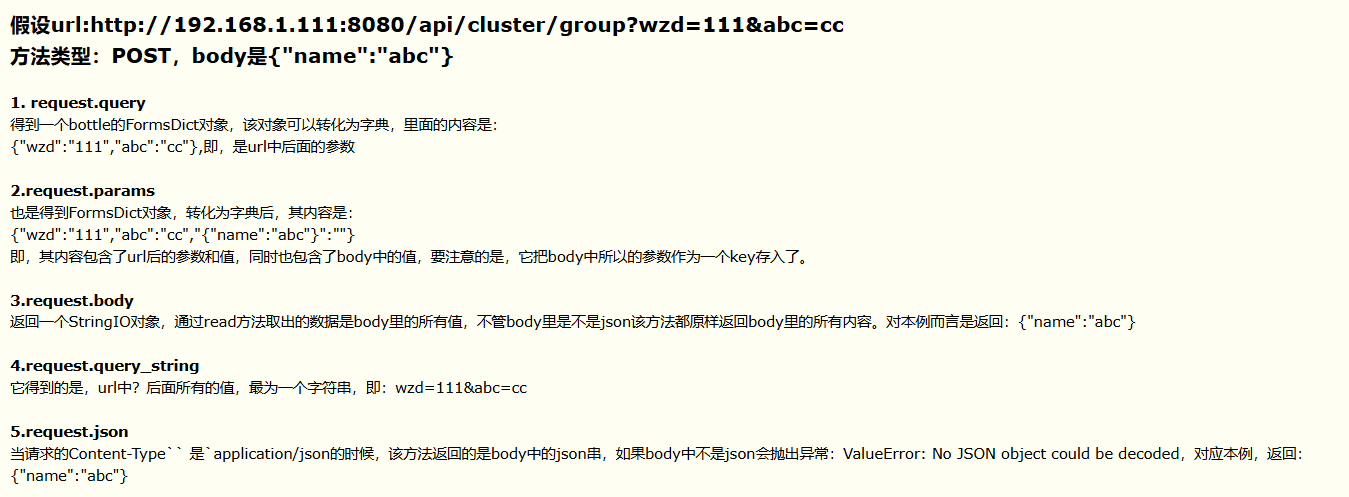 假设url:http://192.168.1.111:8080/api/cluster/group?wzd=111&abc=cc
方法类型：POST，body是{"name":"abc"}
1. request.query
得到一个bottle的FormsDict对象，该对象可以转化为字典，里面的内容是：
{"wzd":"111","abc":"cc"},即，是url中后面的参数
2.request.params
也是得到FormsDict对象，转化为字典后，其内容是：
{"wzd":"111","abc":"cc","{"name":"abc"}":""}
即，其内容包含了url后的参数和值，同时也包含了body中的值，要注意的是，它把body中所以的参数作为一个key存入了。
3.request.body
返回一个StringIO对象，通过read方法取出的数据是body里的所有值，不管body里是不是json该方法都原样返回body里的所有内容。对本例而言是返回：{"name":"abc"}
4.request.query_string
它得到的是，url中？后面所有的值，最为一个字符串，即：wzd=111&abc=cc
5.request.json
当请求的Content-Type`` 是`application/json的时候，该方法返回的是body中的json串，如果body中不是json会抛出异常：ValueError: No JSON object could be decoded，对应本例，返回：
{"name":"abc"}